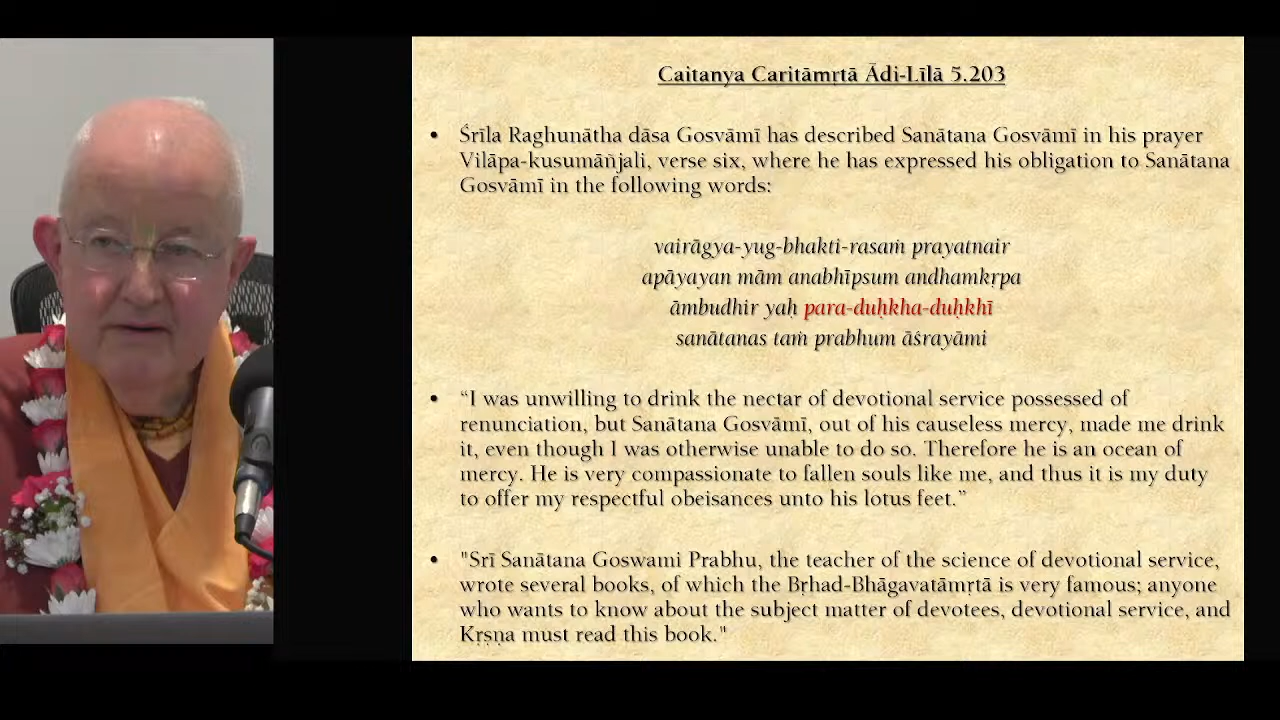 Caitanya Caritāmṛtā Ādi-Līlā 5.203
• Śrīla Raghunātha dāsa Gosvāmī has described Sanātana Gosvāmī in his prayer
Vilāpa-kusumāñjali, verse six, where he has expressed his obligation to Sanātana
Gosvāmī in the following words:
vairāgya-yug-bhakti-rasaṁ prayatnair
apāyayan mām anabhīpsum andhamkṛpa
āmbudhir yaḥ para-duḥkha-duḥkhī
sanātanas taṁ prabhum āśrayāmi
• “I was unwilling to drink the nectar of devotional service possessed of
renunciation, but Sanātana Gosvāmī, out of his causeless mercy, made me drink
it, even though I was otherwise unable to do so. Therefore he is an ocean of
mercy. He is very compassionate to fallen souls like me, and thus it is my duty
to offer my respectful obeisances unto his lotus feet.”
• "Srī Sanātana Goswami Prabhu, the teacher of the science of devotional service,
wrote several books, of which the Bṛhad-Bhāgavatāmṛtā is very famous; anyone
who wants to know about the subject matter of devotees, devotional service, and
Kṛṣṇa must read this book."